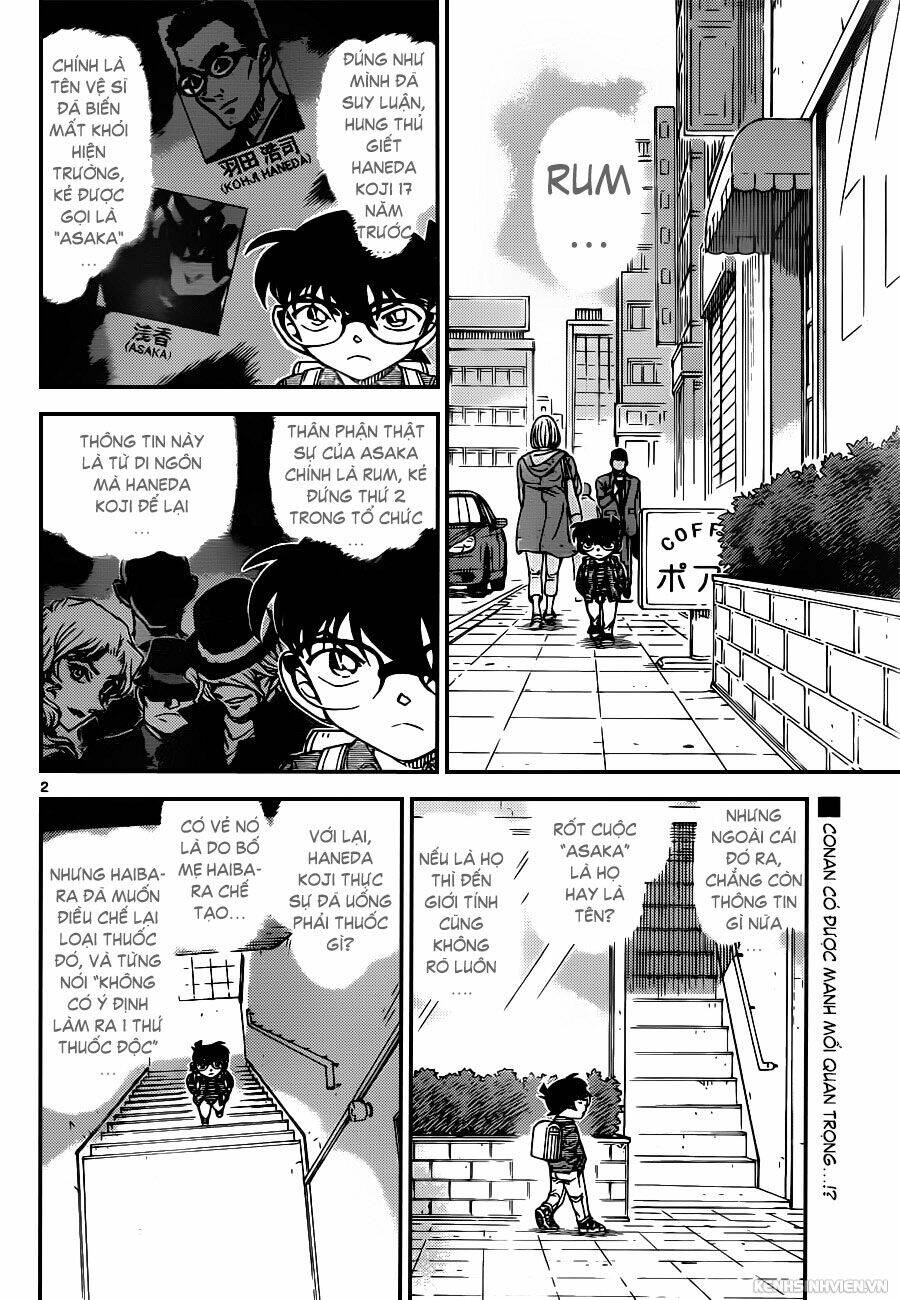 RUM
...
ĐÚNG NHƯ
MÌNH ĐÃ
SUY LUẬN,
HUNG THỦ
GIẾT
HANEDA
KOJI 17
NĂM
TRƯỚC
...
CHÍNH LÀ
TÊN VỆ SĨ
ĐÃ BIẾN
MẤT KHỎI
HIỆN
TRƯỜNG,
KẺ ĐƯỢC
GỌI LÀ
"ASAKA"
...
羽田 浩司
(KOHJI HANEDA)
浅香
(ASAKA)
COFF
ポア
THÂN PHẬN THẬT
SỰ CỦA ASAKA
CHÍNH LÀ RUM, KẺ
ĐỨNG THỨ 2
TRONG TỔ CHỨC
...
THÔNG TIN NÀY
LÀ TỪ DI NGÔN
MÀ HANEDA
KOJI ĐỂ LẠI
...
2
NHƯNG
NGOÀI CÁI
ĐÓ RA,
CHẲNG CÒN
THÔNG TIN
GÌ NỮA
...
RỐT CUỘC
"ASAKA"
LÀ HỌ
HAY LÀ
TÊN?
NẾU LÀ HỌ
THÌ ĐẾN
GIỚI TÍNH
CŨNG
KHÔNG
RÕ LUÔN
....
VỚI LẠI,
HANEDA
KOJI THỰC
SỰ ĐÃ UỐNG
PHẢI THUỐC
GÌ?
CÓ VẺ NÓ
LÀ DO BỐ
MẸ HAIBA-
RA CHẾ
TẠO...
NHƯNG HAIBA-
RA ĐÃ MUỐN
ĐIỀU CHẾ LẠI
LOẠI THUỐC
ĐÓ, VÀ TỪNG
NÓI "KHÔNG
CÓ Ý ĐỊNH
LÀM RA 1 THỨ
THUỐC ĐỘC"
...
CONAN CÓ ĐƯỢC MANH MỐI QUAN TRỌNG...!?
KENHSINHVIEN.VN